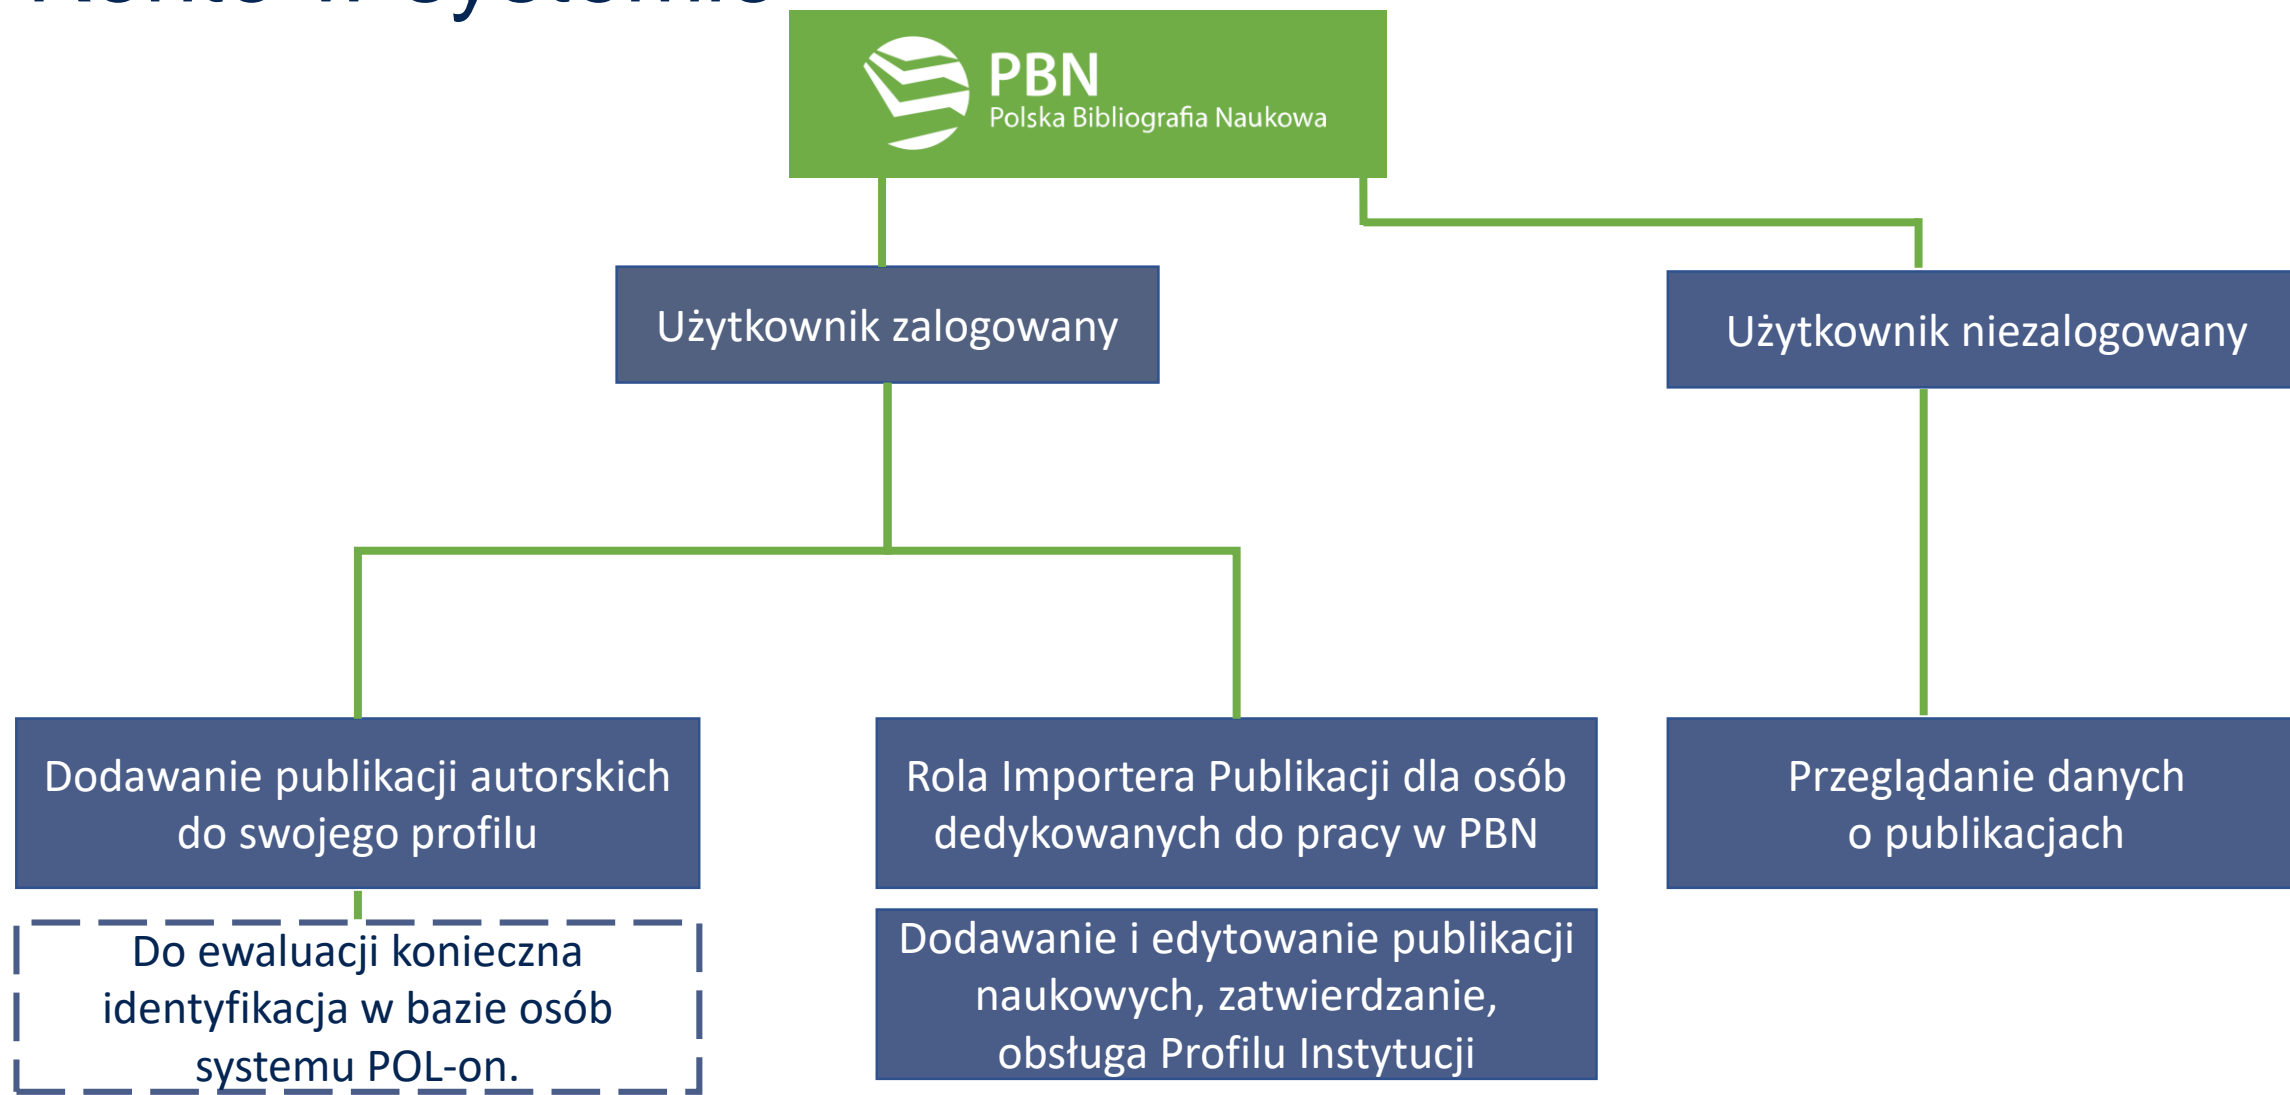 Konto w systemie
PBN
Polska Bibliografia Naukowa
Użytkownik zalogowany
Użytkownik niezalogowany
Dodawanie publikacji autorskich
do swojego profilu
Rola Importera Publikacji dla osób
dedykowanych do pracy w PBN
Przeglądanie danych
o publikacjach
Do ewaluacji konieczna
identyfikacja w bazie osób
systemu POL-on.
Dodawanie i edytowanie publikacji
naukowych, zatwierdzanie,
obsługa Profilu Instytucji